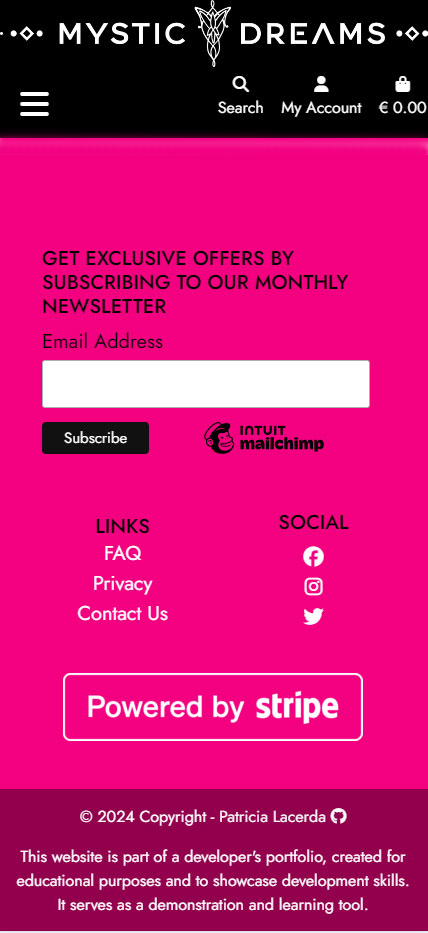 MYSTIC DREAMS
Search My Account € 0.00
GET EXCLUSIVE OFFERS BY
SUBSCRIBING TO OUR MONTHLY
NEWSLETTER
Email Address
Subscribe
INTUIT
mailchimp
LINKS
FAQ
Privacy
Contact Us
SOCIAL
Powered by stripe
© 2024 Copyright - Patricia Lacerda
This website is part of a developer's portfolio, created for
educational purposes and to showcase development skills.
It serves as a demonstration and learning tool.